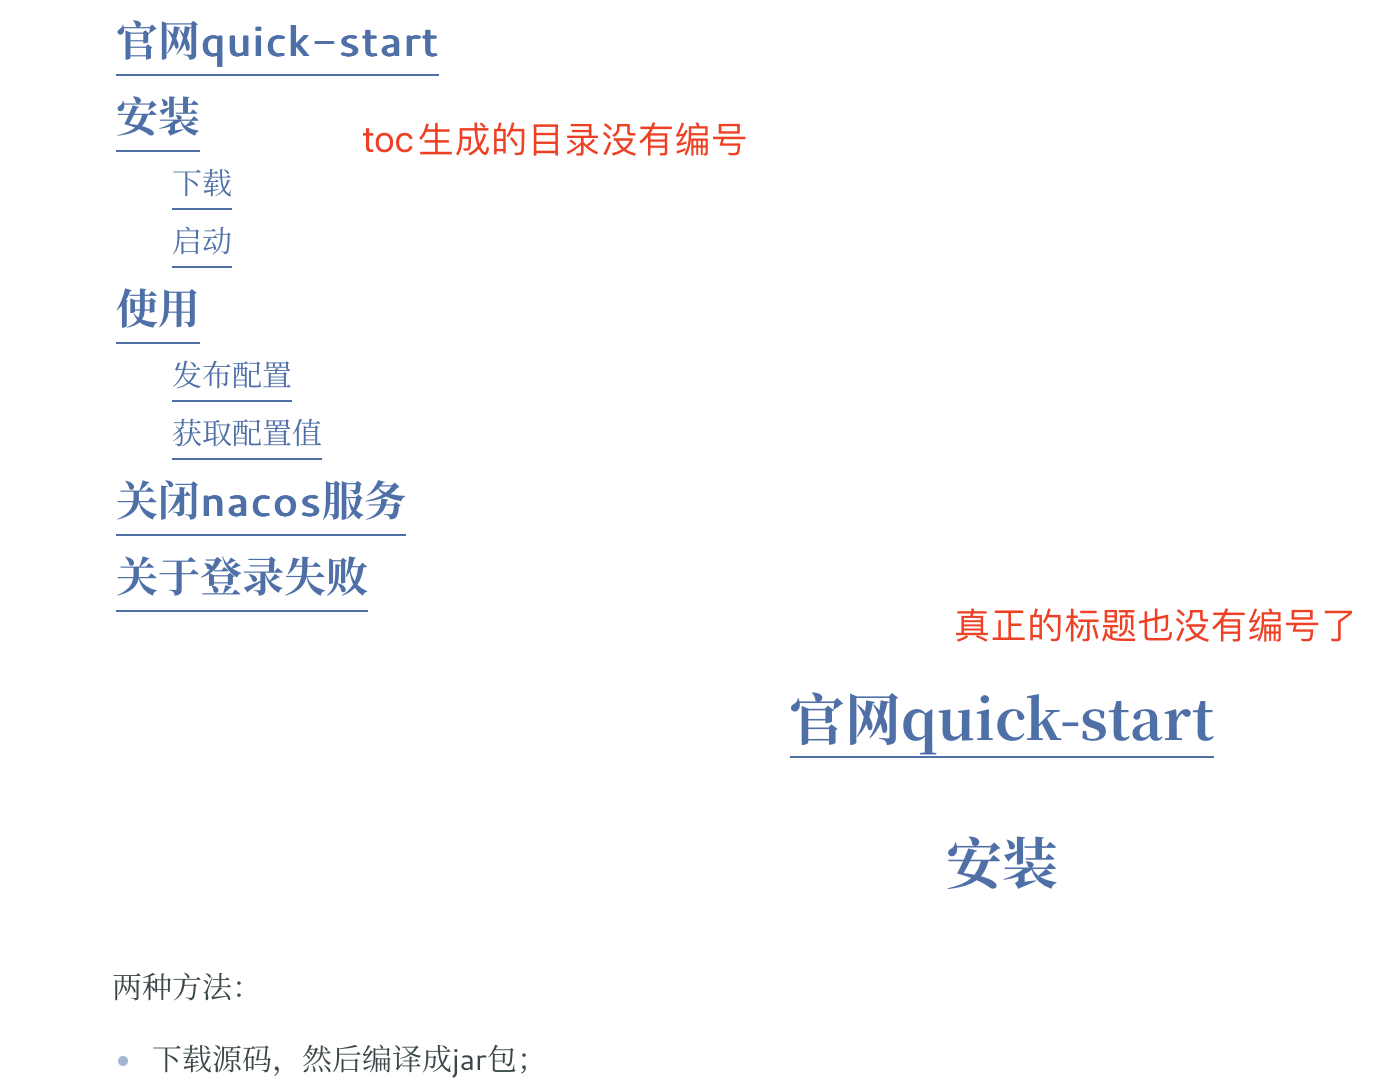 官网quick-start
安装
toc生成的目录没有编号
下载
启动
使用
发布配置
获取配置值
关闭nacos服务
关于登录失败
真正的标题也没有编号了
官网quick-start
安装
两种方法：
下载源码，然后编译成jar包；